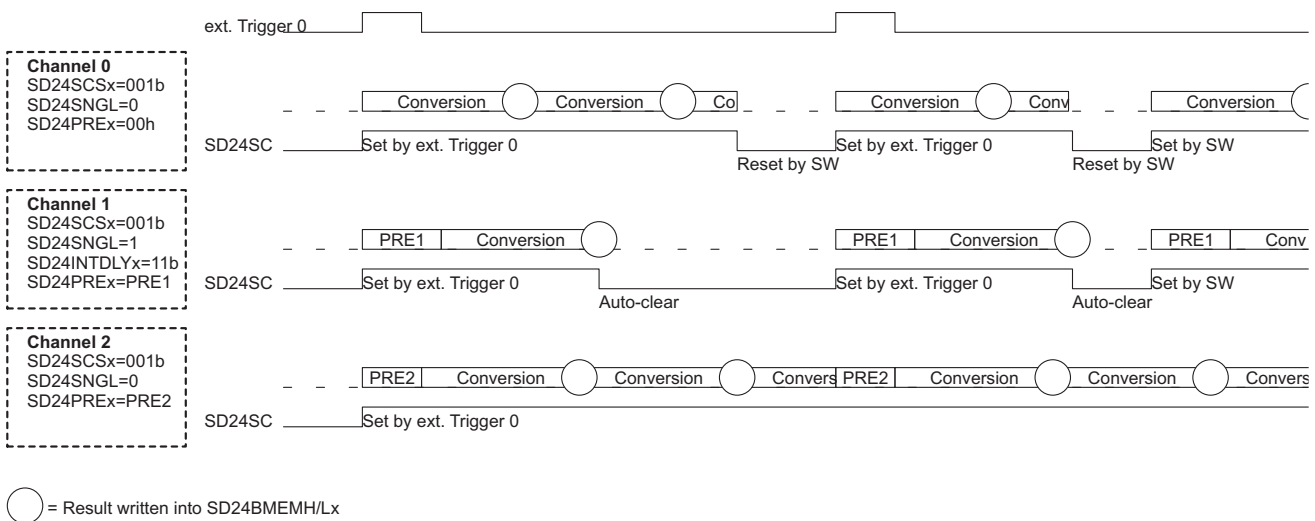 ext. Trigger 0
Channel 0
SD24SCSx=001b
SD24SNGL=0
SD24PREx=00h
Conversion Conversion Co Conversion Conv Conversion
SD24SC Set by ext. Trigger 0 Reset by SW Set by ext. Trigger 0 Reset by SW Set by SW
Channel 1
SD24SCSx=001b
SD24SNGL=1
SD24INTDLYx=11b
SD24PREx=PRE1
PRE1 Conversion PRE1 Conversion PRE1 Conv
SD24SC Set by ext. Trigger 0 Auto-clear Set by ext. Trigger 0 Auto-clear Set by SW
Channel 2
SD24SCSx=001b
SD24SNGL=0
SD24PREx=PRE2
PRE2 Conversion Conversion Convers PRE2 Conversion Conversion Convers
SD24SC Set by ext. Trigger 0
= Result written into SD24BMEMH/Lx